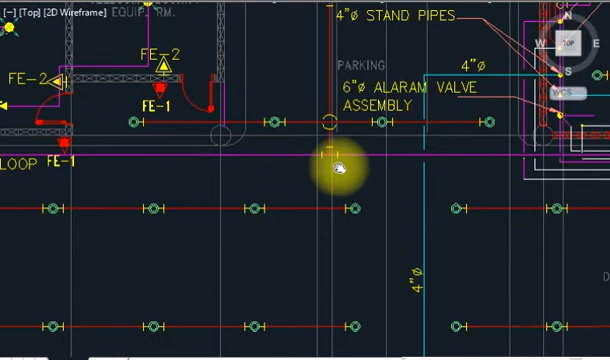 [−] [Top] [2D Wireframe]
EQUIP. RM.
4"ø STAND PIPES
N
W
TOP
E
S
WCS
FE-2
FE-2
FE-1
PARKING
4"ø
6"ø ALARAM VALVE
ASSEMBLY
LOOP
FE-1
4"ø